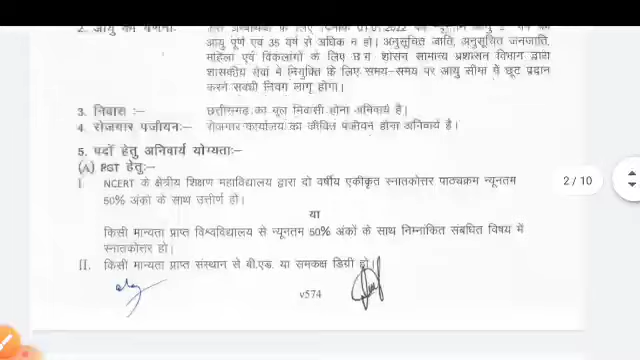 2. आयु की गणना:-
आयु पूर्ण एवं 35 वर्ष से अधिक न हो। अनुसूचित जाति, अनुसूचित जनजाति,
महिला एवं विकलांगों के लिए छ.ग. शासन सामान्य प्रशासन विभाग द्वारा
शासकीय सेवा मे नियुक्ति के लिए समय-समय पर आयु सीमा में छूट प्रदान
करने संबंधी नियम लागू होगा।
3. निवास :-
छत्तीसगढ़ का मूल निवासी होना अनिवार्य है।
4. रोजगार पंजीयन:-
रोजगार कार्यालय का जीवित पंजीयन होना अनिवार्य है।
5. पदों हेतु अनिवार्य योग्यता:-
(A) PGT हेतु:-
I. NCERT के क्षेत्रीय शिक्षण महाविद्यालय द्वारा दो वर्षीय एकीकृत स्नातकोत्तर पाठ्यक्रम न्यूनतम
50% अंकों के साथ उत्तीर्ण हो।
या
किसी मान्यता प्राप्त विश्वविद्यालय से न्यूनतम 50% अंकों के साथ निम्नांकित संबंधित विषय में
स्नातकोत्तर हो।
II. किसी मान्यता प्राप्त संस्थान से बी.एड. या समकक्ष डिग्री हो।
v574
2 / 10